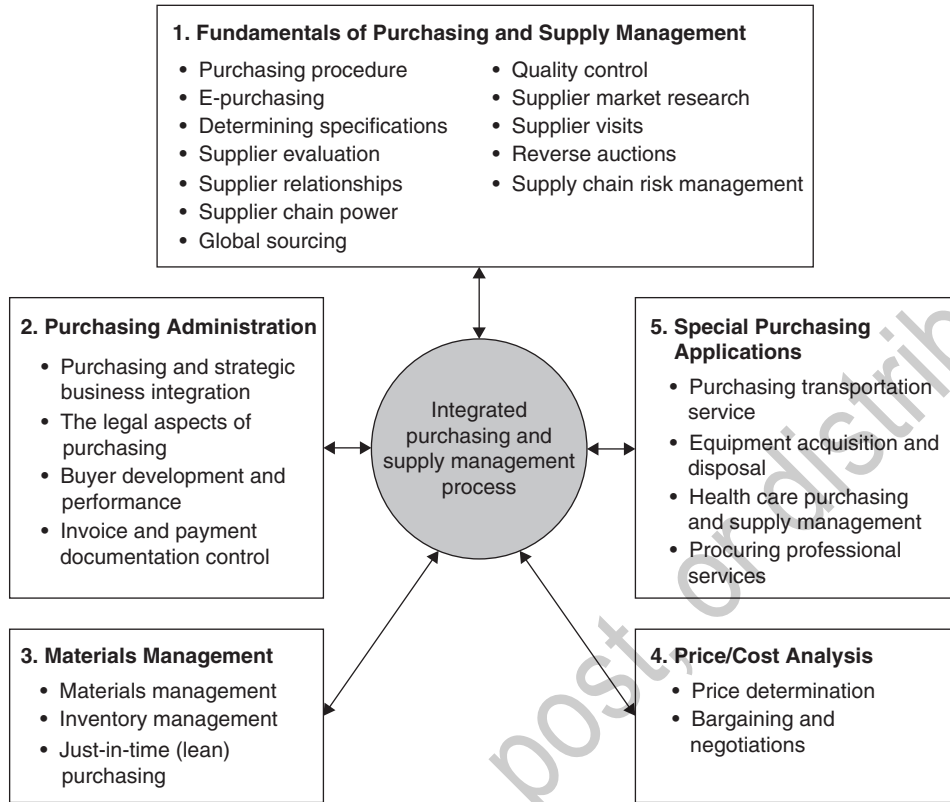 1. Fundamentals of Purchasing and Supply Management
• Purchasing procedure
• E-purchasing
• Determining specifications
• Supplier evaluation
• Supplier relationships
• Supplier chain power
• Global sourcing
• Quality control
• Supplier market research
• Supplier visits
• Reverse auctions
• Supply chain risk management
2. Purchasing Administration
• Purchasing and strategic
business integration
• The legal aspects of
purchasing
• Buyer development and
performance
• Invoice and payment
documentation control
Integrated
purchasing and
supply management
process
5. Special Purchasing
Applications
• Purchasing transportation
service
• Equipment acquisition and
disposal
• Health care purchasing
and supply management
• Procuring professional
services
3. Materials Management
• Materials management
• Inventory management
• Just-in-time (lean)
purchasing
4. Price/Cost Analysis
• Price determination
• Bargaining and
negotiations
post, or distrib